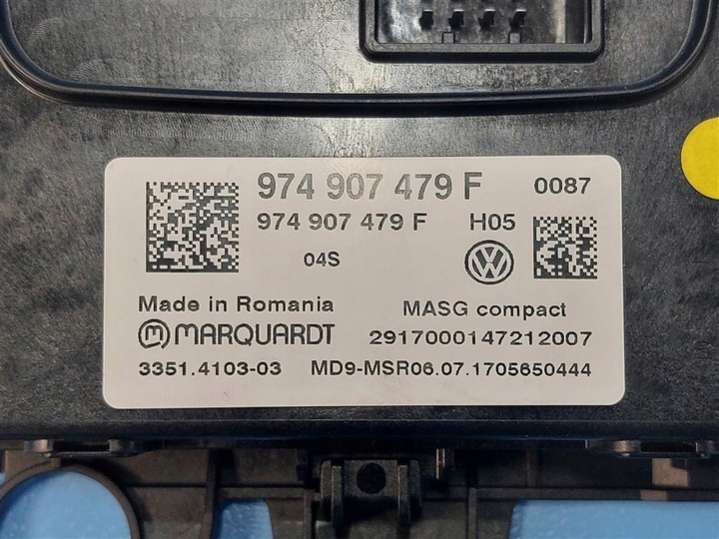 974 907 479 F 0087
974 907 479 F H05
04S
Made in Romania MASG compact
MARQUARDT 2917000147212007
3351.4103-03 MD9-MSR06.07.1705650444